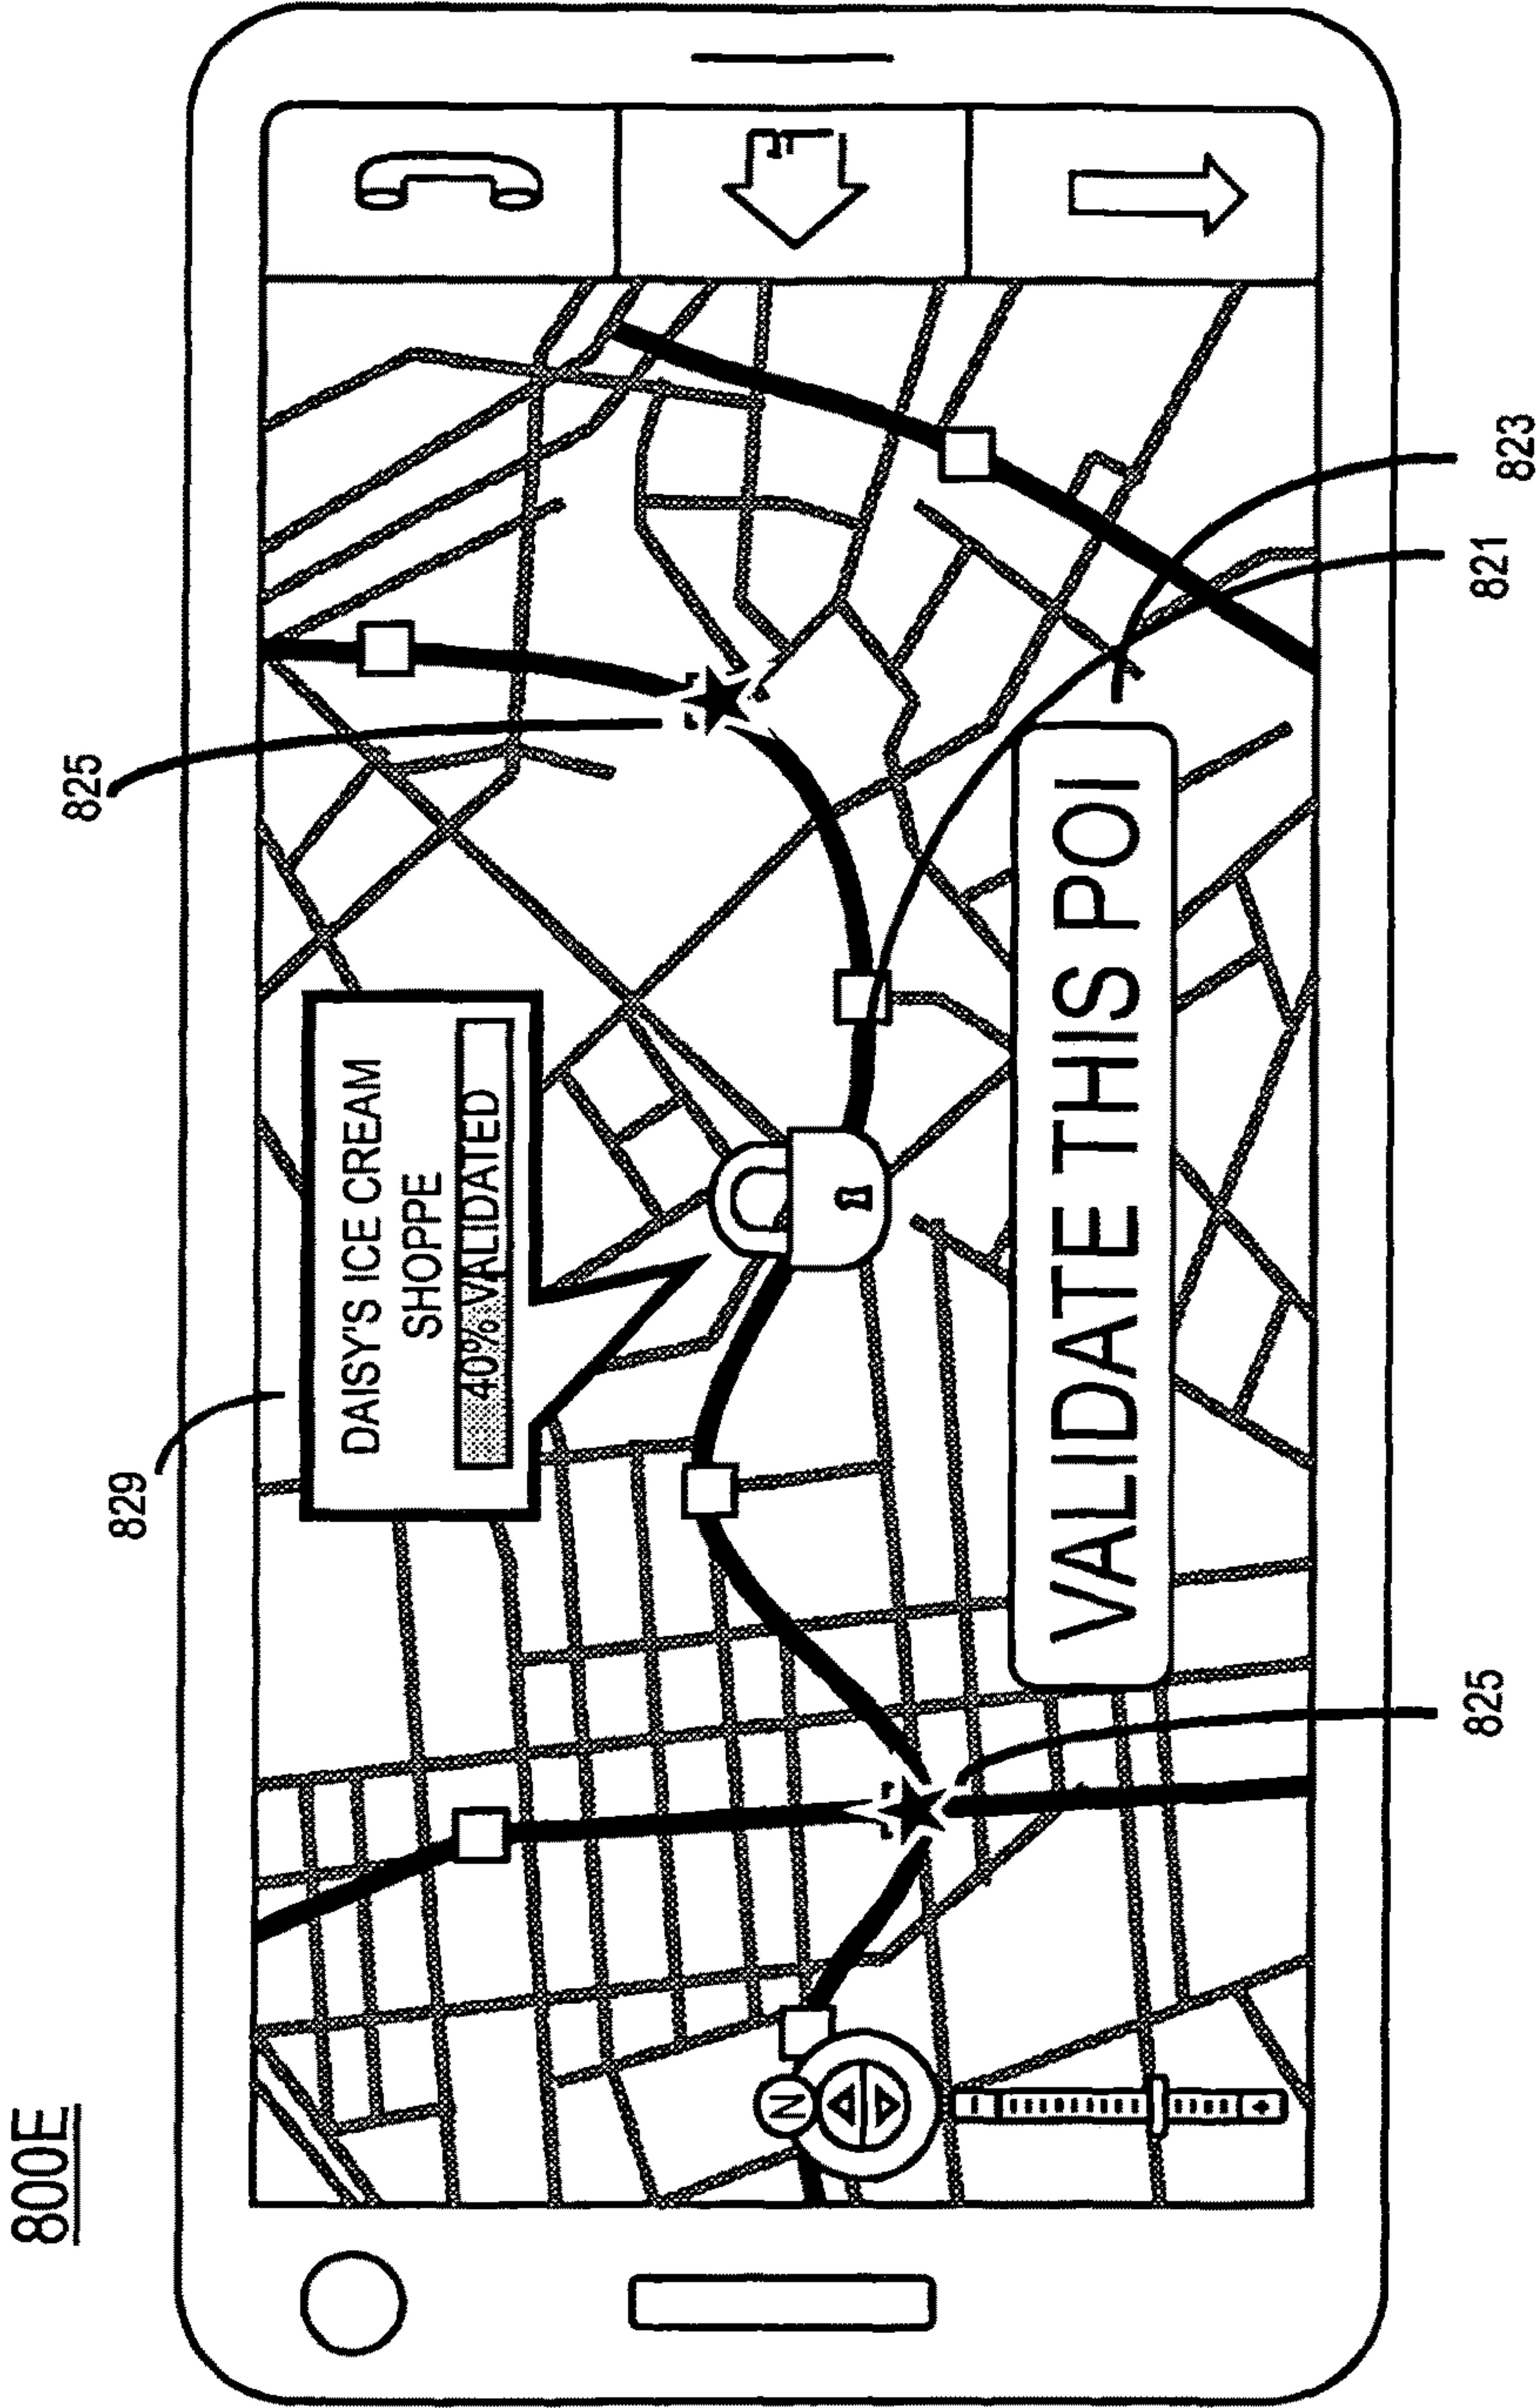 800E
825
829
DAISY'S ICE CREAM
SHOPPE
40% VALIDATED
N
VALIDATE THIS POI
825
821
823